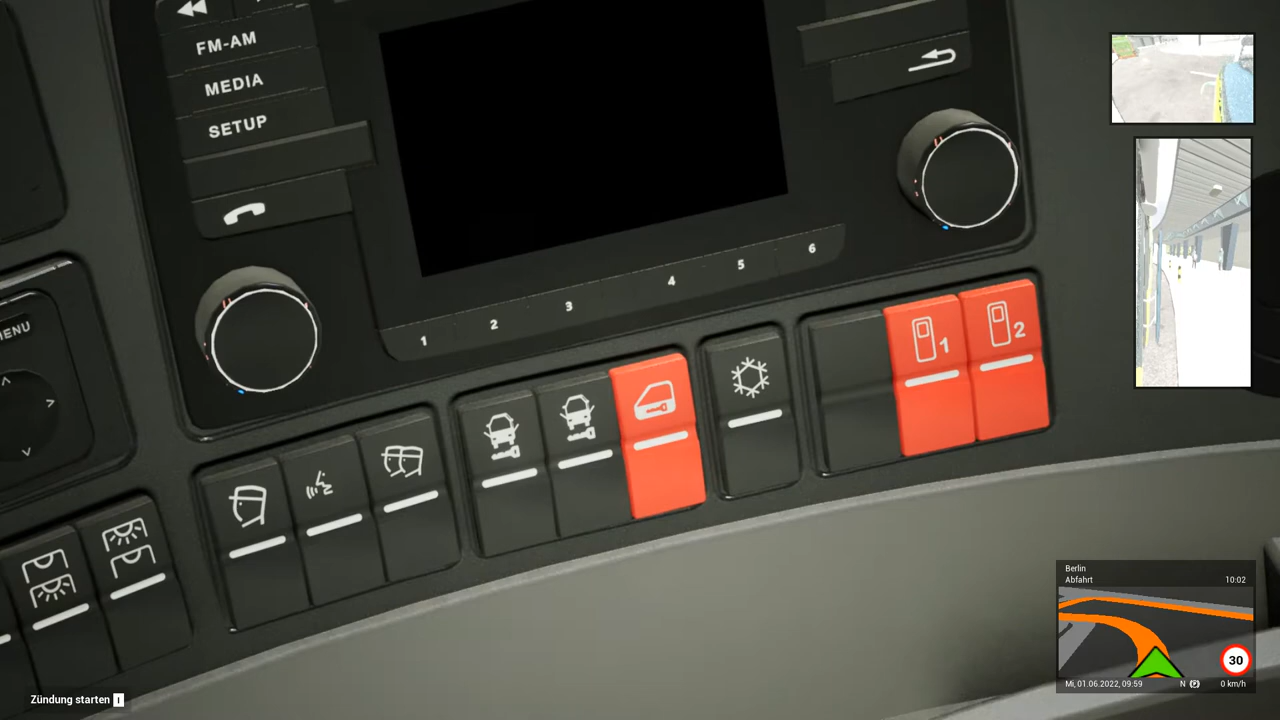 FM-AM
MEDIA
SETUP
1
2
3
4
5
6
1
2
Berlin
Abfahrt 10:02
30
Mi, 01.06.2022, 09:59 N P 0 km/h
Zündung starten I